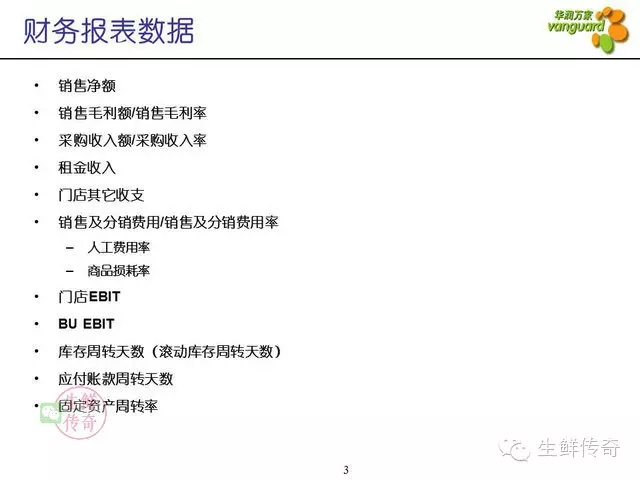 财务报表数据
华润万家
vanguard
• 销售净额
• 销售毛利额/销售毛利率
• 采购收入额/采购收入率
• 租金收入
• 门店其它收支
• 销售及分销费用/销售及分销费用率
– 人工费用率
– 商品损耗率
• 门店EBIT
• BU EBIT
• 库存周转天数（滚动库存周转天数）
• 应付账款周转天数
• 固定资产周转率
生鲜
传奇
生鲜传奇
3